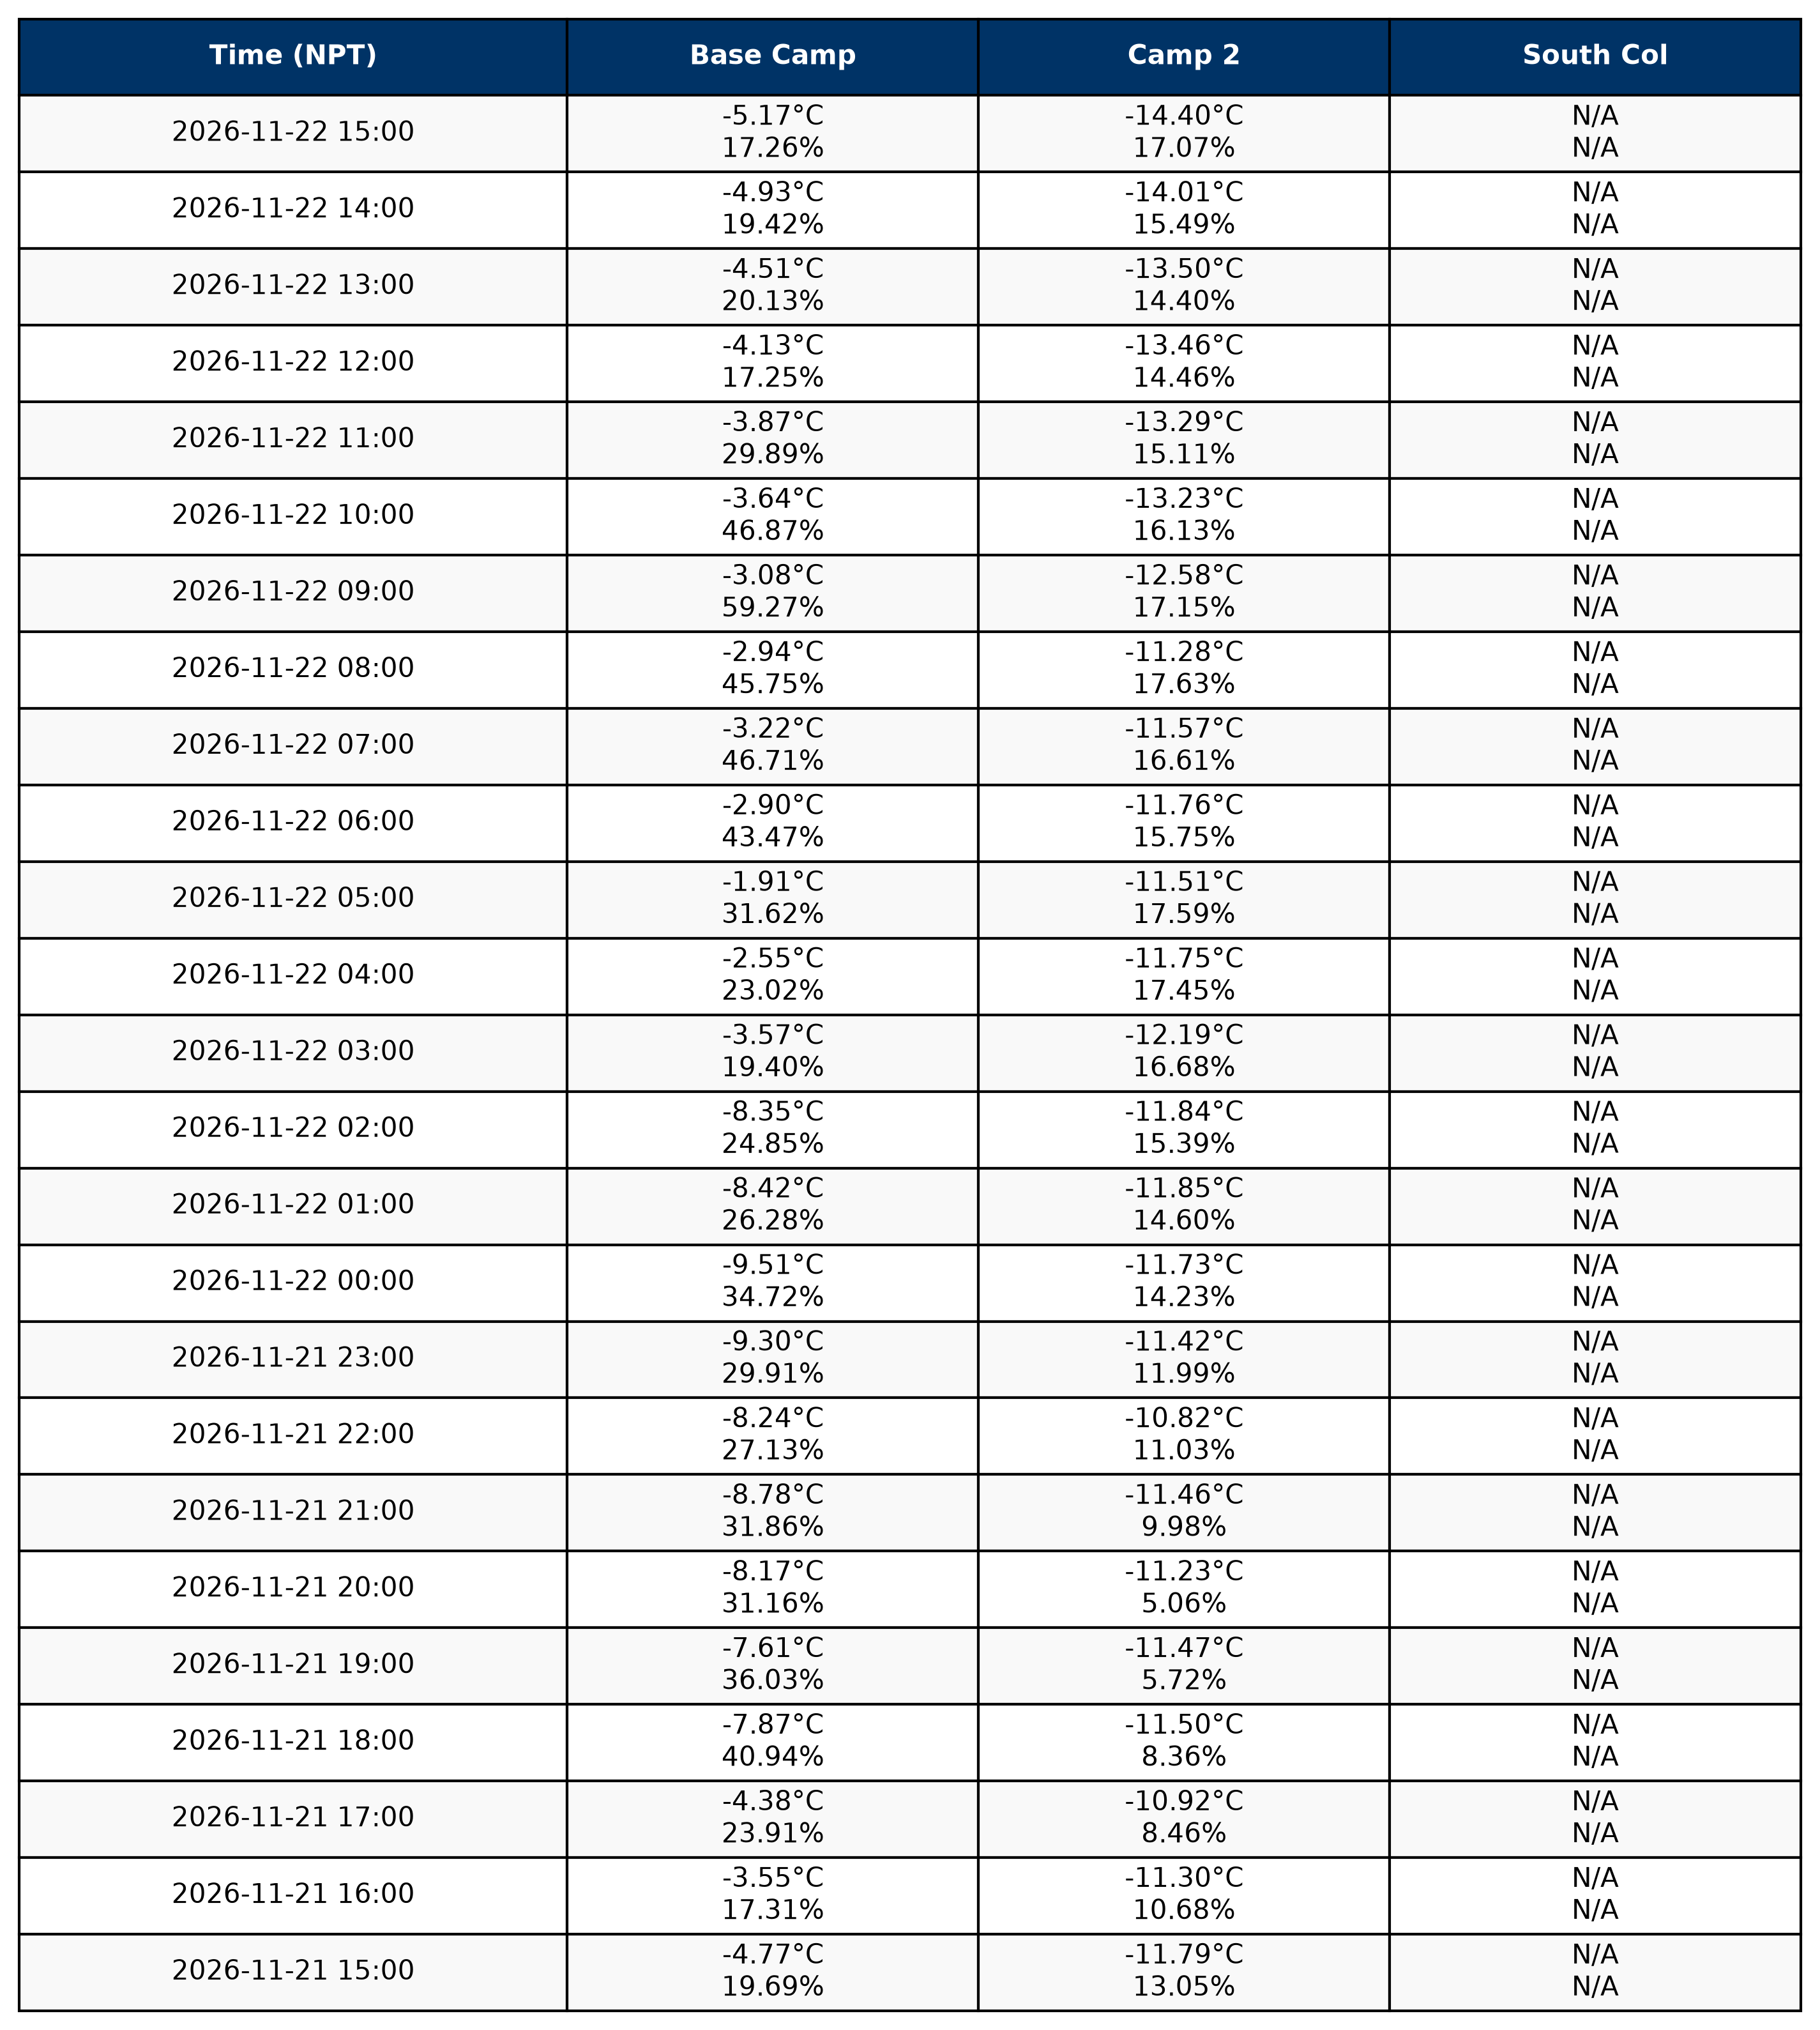 Time (NPT) Base Camp Camp 2 South Col
2026-11-22 15:00 -5.17°C 17.26% -14.40°C 17.07% N/A N/A
2026-11-22 14:00 -4.93°C 19.42% -14.01°C 15.49% N/A N/A
2026-11-22 13:00 -4.51°C 20.13% -13.50°C 14.40% N/A N/A
2026-11-22 12:00 -4.13°C 17.25% -13.46°C 14.46% N/A N/A
2026-11-22 11:00 -3.87°C 29.89% -13.29°C 15.11% N/A N/A
2026-11-22 10:00 -3.64°C 46.87% -13.23°C 16.13% N/A N/A
2026-11-22 09:00 -3.08°C 59.27% -12.58°C 17.15% N/A N/A
2026-11-22 08:00 -2.94°C 45.75% -11.28°C 17.63% N/A N/A
2026-11-22 07:00 -3.22°C 46.71% -11.57°C 16.61% N/A N/A
2026-11-22 06:00 -2.90°C 43.47% -11.76°C 15.75% N/A N/A
2026-11-22 05:00 -1.91°C 31.62% -11.51°C 17.59% N/A N/A
2026-11-22 04:00 -2.55°C 23.02% -11.75°C 17.45% N/A N/A
2026-11-22 03:00 -3.57°C 19.40% -12.19°C 16.68% N/A N/A
2026-11-22 02:00 -8.35°C 24.85% -11.84°C 15.39% N/A N/A
2026-11-22 01:00 -8.42°C 26.28% -11.85°C 14.60% N/A N/A
2026-11-22 00:00 -9.51°C 34.72% -11.73°C 14.23% N/A N/A
2026-11-21 23:00 -9.30°C 29.91% -11.42°C 11.99% N/A N/A
2026-11-21 22:00 -8.24°C 27.13% -10.82°C 11.03% N/A N/A
2026-11-21 21:00 -8.78°C 31.86% -11.46°C 9.98% N/A N/A
2026-11-21 20:00 -8.17°C 31.16% -11.23°C 5.06% N/A N/A
2026-11-21 19:00 -7.61°C 36.03% -11.47°C 5.72% N/A N/A
2026-11-21 18:00 -7.87°C 40.94% -11.50°C 8.36% N/A N/A
2026-11-21 17:00 -4.38°C 23.91% -10.92°C 8.46% N/A N/A
2026-11-21 16:00 -3.55°C 17.31% -11.30°C 10.68% N/A N/A
2026-11-21 15:00 -4.77°C 19.69% -11.79°C 13.05% N/A N/A